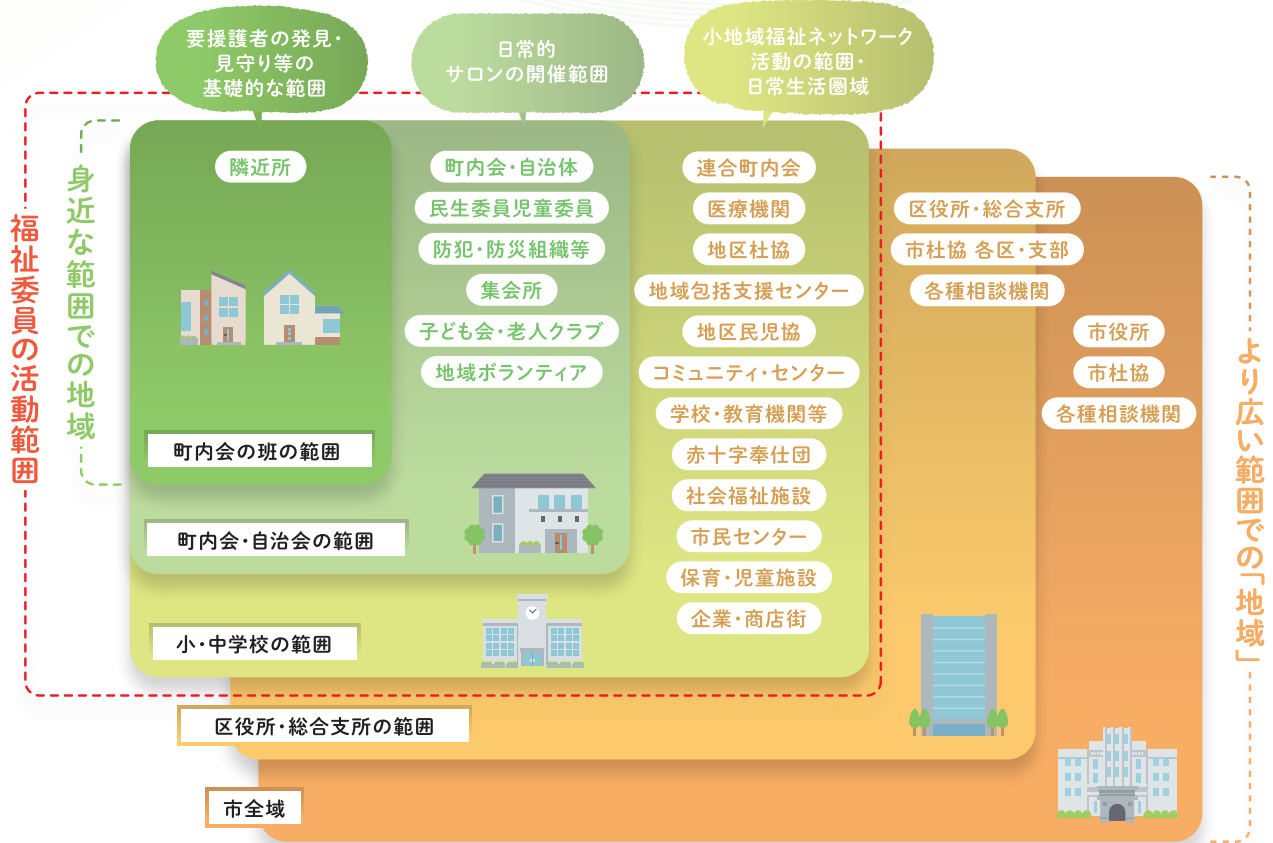 要援護者の発見・
見守り等の
基礎的な範囲
日常的
サロンの開催範囲
小地域福祉ネットワーク
活動の範囲・
日常生活圏域
福祉委員の活動範囲
身近な範囲での地域
隣近所
町内会の班の範囲
町内会・自治体
民生委員児童委員
防犯・防災組織等
集会所
子ども会・老人クラブ
地域ボランティア
町内会・自治会の範囲
連合町内会
医療機関
地区杜協
地域包括支援センター
地区民児協
コミュニティ・センター
学校・教育機関等
赤十字奉仕団
社会福祉施設
市民センター
保育・児童施設
企業・商店街
小・中学校の範囲
区役所・総合支所
市杜協 各区・支部
各種相談機関
区役所・総合支所の範囲
市役所
市杜協
各種相談機関
市全域
より広い範囲での「地域」